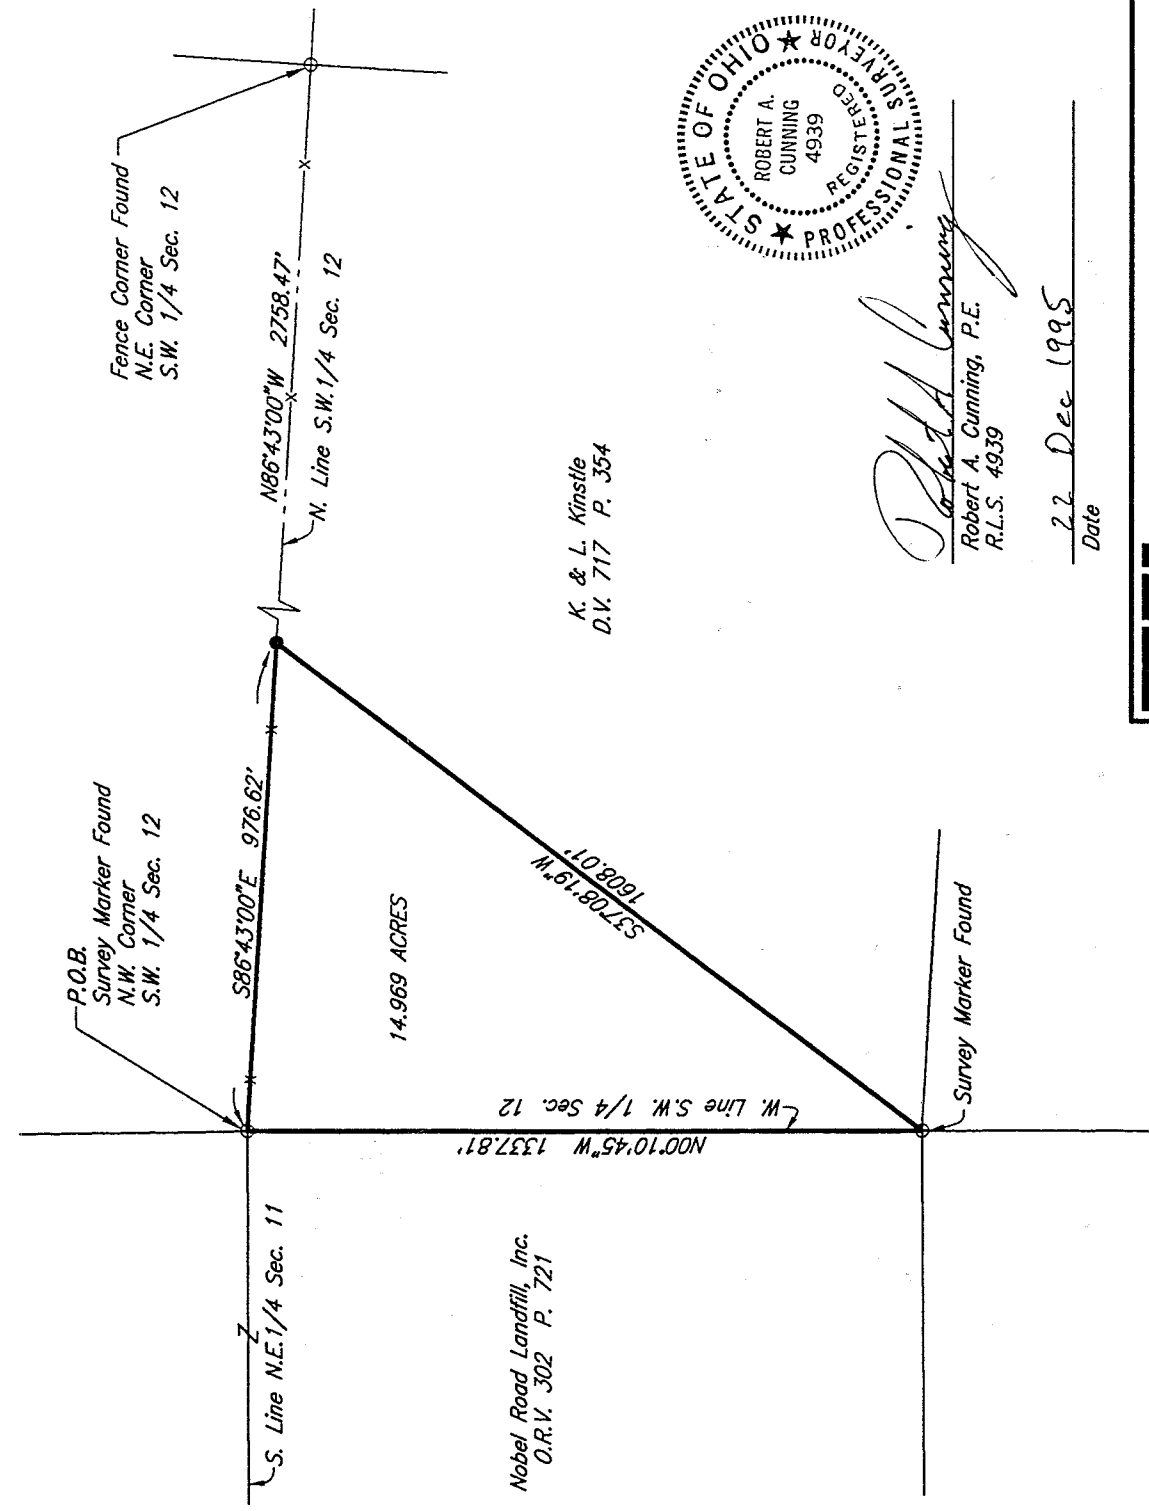 Fence Corner Found
N.E. Corner
S.W. 1/4 Sec. 12
N86°43'00"W 2758.47'
N. Line S.W.1/4 Sec. 12
P.O.B.
Survey Marker Found
N.W. Corner
S.W. 1/4 Sec. 12
S86°43'00"E 976.62'
14.969 ACRES
S37°08'19"W
1608.01'
W. Line S.W. 1/4 Sec. 12
N00°10'45"W 1337.81'
S. Line N.E.1/4 Sec. 11
Nobel Road Landfill, Inc.
O.R.V. 302 P. 721
K. & L. Kinstle
D.V. 717 P. 354
Survey Marker Found
STATE OF OHIO
ROBERT A.
CUNNING
4939
REGISTERED
PROFESSIONAL SURVEYOR
Robert A Cunning
Robert A. Cunning, P.E.
R.L.S. 4939
22 Dec 1995
Date